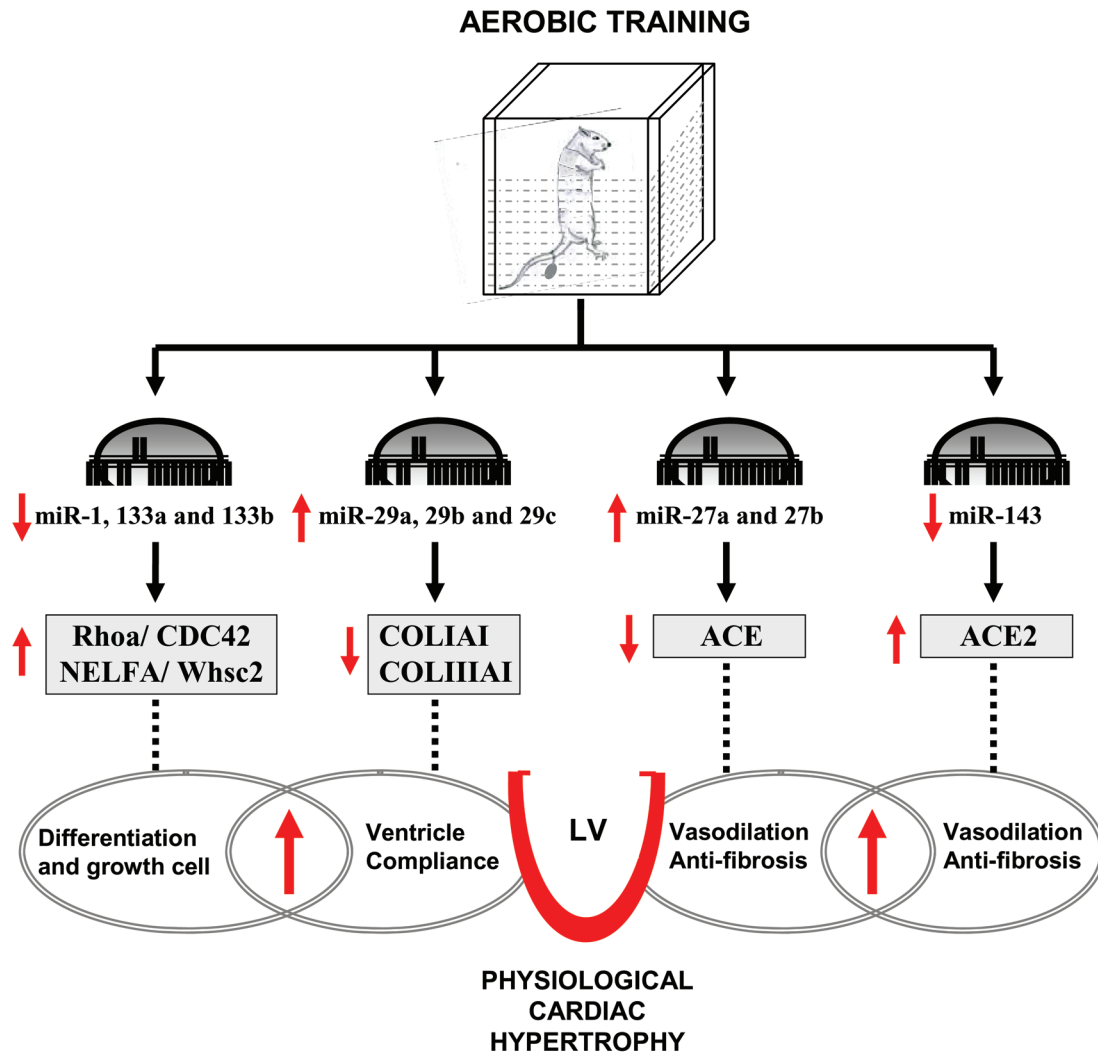 AEROBIC TRAINING
miR-1, 133a and 133b
miR-29a, 29b and 29c
miR-27a and 27b
miR-143
Rhoa/ CDC42
NELFA/ Whsc2
COLIAI
COLIIIAI
ACE
ACE2
Differentiation
and growth cell
Ventricle
Compliance
LV
Vasodilation
Anti-fibrosis
Vasodilation
Anti-fibrosis
PHYSIOLOGICAL
CARDIAC
HYPERTROPHY